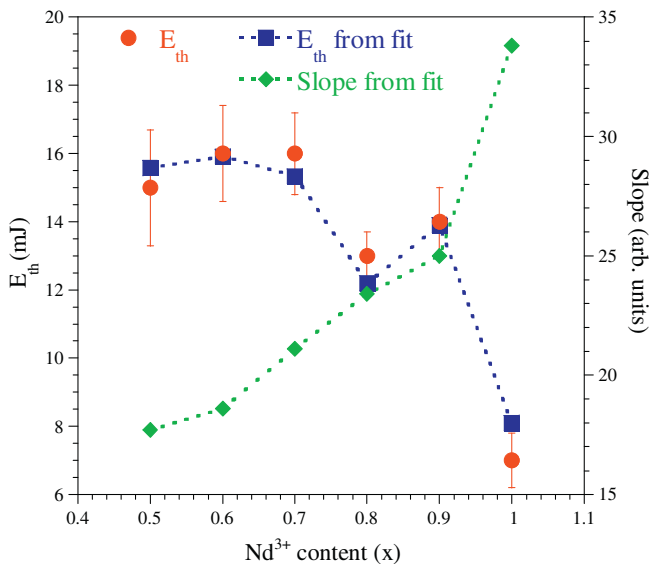 20
18
16
14
12
10
8
6
E_th (mJ)
E_th
E_th from fit
Slope from fit
35
30
25
20
15
Slope (arb. units)
0.4 0.5 0.6 0.7 0.8 0.9 1 1.1
Nd³⁺ content (x)